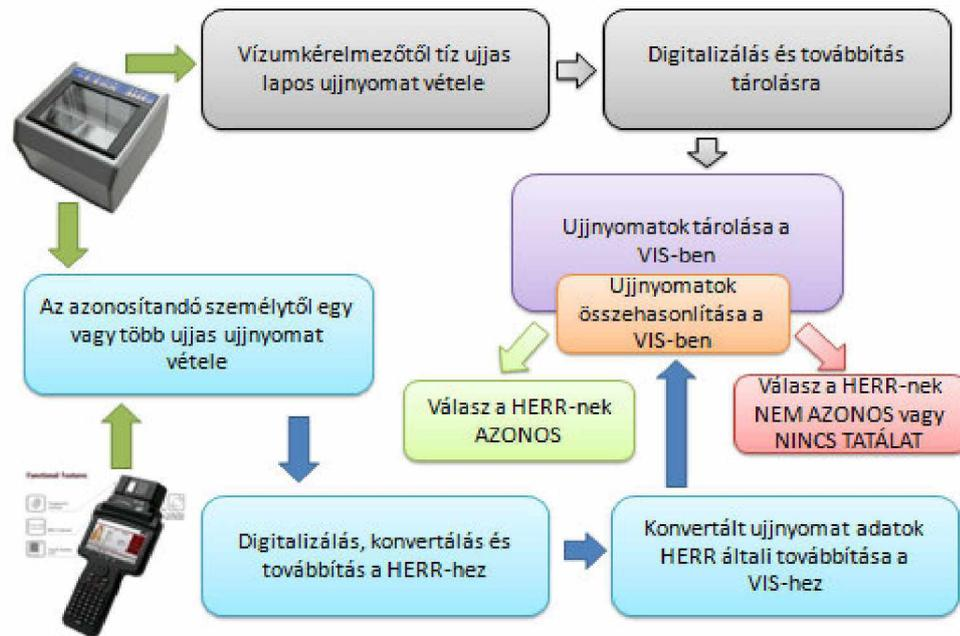 Vízumkérelmezőtől tíz ujjas
lapos ujjnyomat vétele
Digitalizálás és továbbítás
tárolásra
Ujjnyomatok tárolása a
VIS-ben
Ujjnyomatok
összehasonlítása a
VIS-ben
Az azonosítandó személytől egy
vagy több ujjas ujjnyomat
vétele
Válasz a HERR-nek
AZONOS
Válasz a HERR-nek
NEM AZONOS vagy
NINCS TATÁLAT
Functional Features
Digitalizálás, konvertálás és
továbbítás a HERR-hez
Konvertált ujjnyomat adatok
HERR általi továbbítása a
VIS-hez